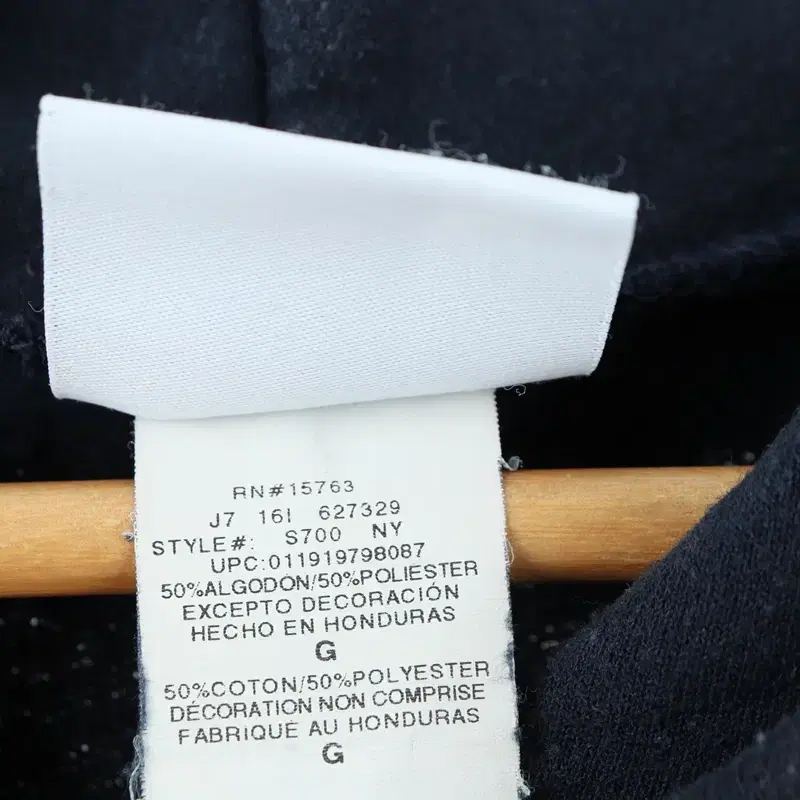 RN#15763
J7 16I 627329
STYLE#: S700 NY
UPC:011919798087
50%ALGODÓN/50%POLIESTER
EXCEPTO DECORACIÓN
HECHO EN HONDURAS
G
50%COTON/50%POLYESTER
DÉCORATION NON COMPRISE
FABRIQUÉ AU HONDURAS
G